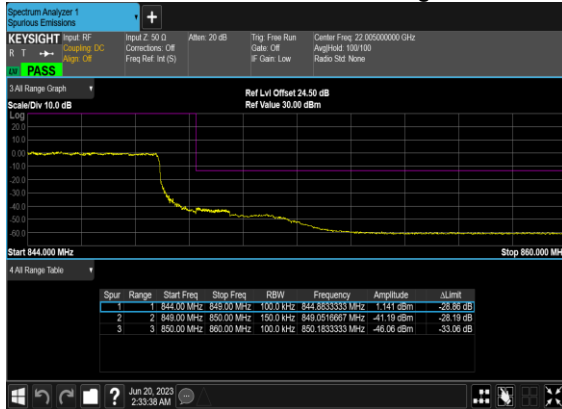 Spectrum Analyzer 1
Spurious Emissions
+
KEYSIGHT Input: RF Input Z: 50 Ω Atten: 20 dB Trig: Free Run Center Freq: 22.005000000 GHz
R T Coupling: DC Corrections: Off Gate: Off Avg|Hold: 100/100
Align: Off Freq Ref: Int (S) IF Gain: Low Radio Std: None
PASS
3 All Range Graph
Ref Lvl Offset 24.50 dB
Scale/Div 10.0 dB Ref Value 30.00 dBm
Log
20.0
10.0
0.00
-10.0
-20.0
-30.0
-40.0
-50.0
-60.0
Start 844.000 MHz Stop 860.000 MHz
4 All Range Table
Spur Range Start Freq Stop Freq RBW Frequency Amplitude ΔLimit
1 1 844.00 MHz 849.00 MHz 100.0 kHz 844.8833333 MHz 1.141 dBm -28.86 dB
2 2 849.00 MHz 850.00 MHz 150.0 kHz 849.0516667 MHz -41.19 dBm -28.19 dB
3 3 850.00 MHz 860.00 MHz 100.0 kHz 850.1833333 MHz -46.06 dBm -33.06 dB
? Jun 20, 2023
2:33:38 AM